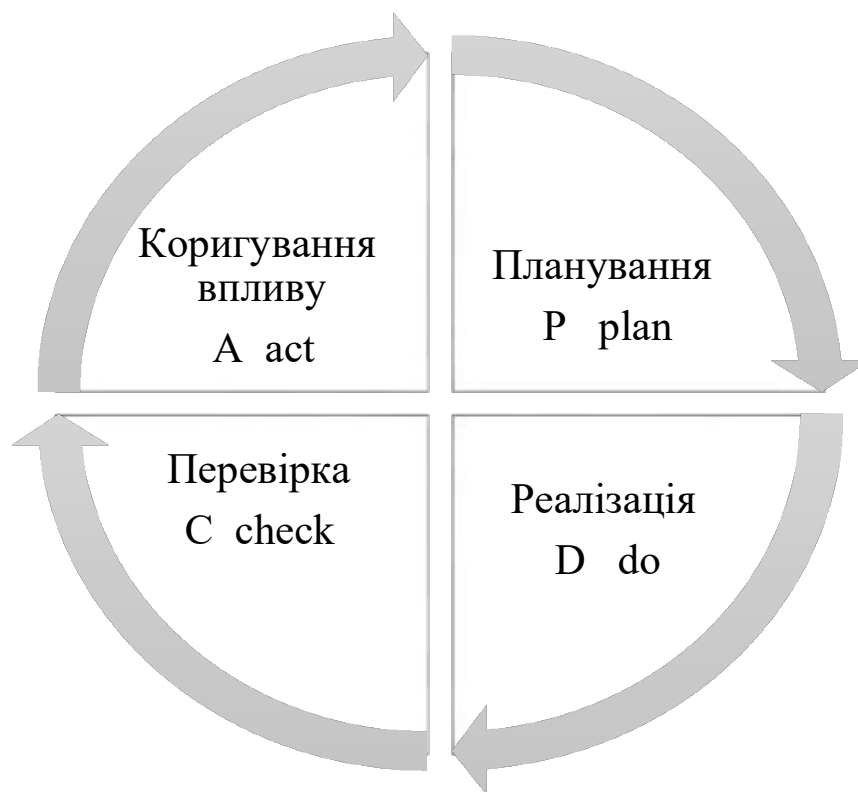 Коригування
впливу
A act
Планування
P plan
Перевірка
C check
Реалізація
D do